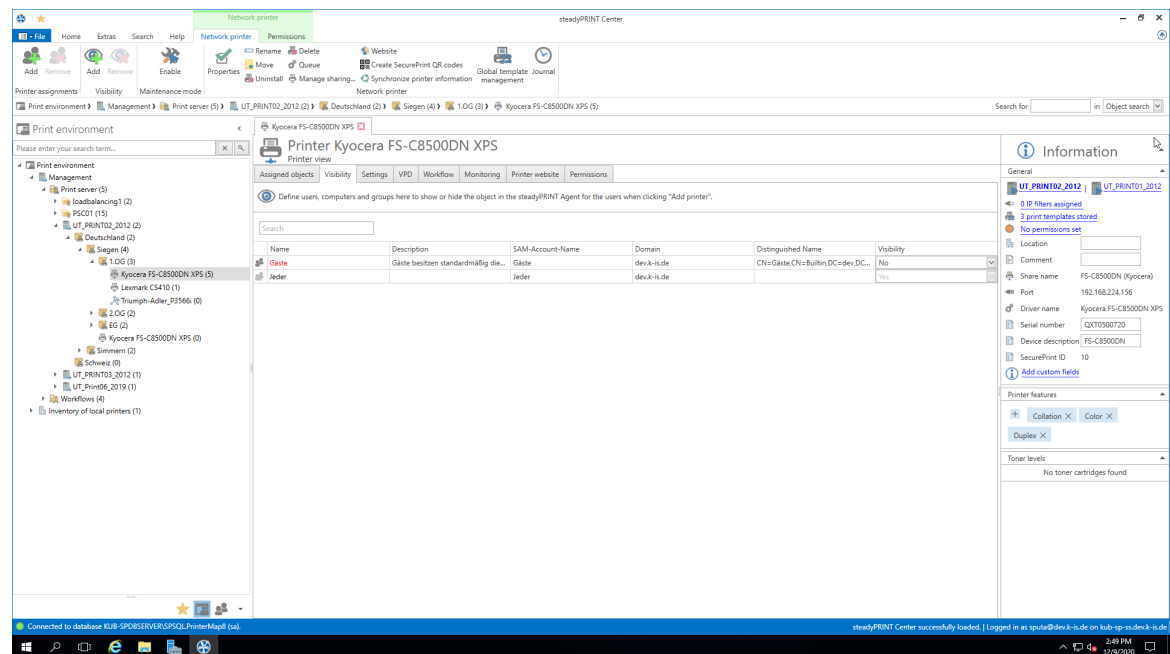 Network printer
steadyPRINT Center
File Home Extras Search Help Network printer Permissions
Add Remove Add Remove Enable Properties
Rename Delete Website
Move Queue Create SecurePrint QR codes
Uninstall Manage sharing... Synchronize printer information
Global template management Journal
Printer assignments Visibility Maintenance mode Network printer
Print environment Management Print server (5) UT_PRINT02_2012 (2) Deutschland (2) Siegen (4) 1.OG (3) Kyocera FS-C8500DN XPS (5)
Search for in Object search
Print environment
Please enter your search term...
Print environment
Management
Print server (5)
loadbalancing1 (2)
PSC01 (15)
UT_PRINT02_2012 (2)
Deutschland (2)
Siegen (4)
1.OG (3)
Kyocera FS-C8500DN XPS (5)
Lexmark CS410 (1)
Triumph-Adler_P3566i (0)
2.OG (2)
EG (2)
Kyocera FS-C8500DN XPS (0)
Simmern (2)
Schweiz (0)
UT_PRINT03_2012 (1)
UT_Print06_2019 (1)
Workflows (4)
Inventory of local printers (1)
Kyocera FS-C8500DN XPS
Printer Kyocera FS-C8500DN XPS
Printer view
Assigned objects Visibility Settings VPD Workflow Monitoring Printer website Permissions
Define users, computers and groups here to show or hide the object in the steadyPRINT Agent for the users when clicking "Add printer".
Search
Name Description SAM-Account-Name Domain Distinguished Name Visibility
Gäste Gäste besitzen standardmäßig die... Gäste dev.k-is.de CN=Gäste,CN=Builtin,DC=dev,DC... No
Jeder Jeder dev.k-is.de Yes
Information
General
UT_PRINT02_2012 | UT_PRINT01_2012
0 IP filters assigned
3 print templates stored
No permissions set
Location
Comment
Share name FS-C8500DN (Kyocera)
Port 192.168.224.156
Driver name Kyocera FS-C8500DN XPS
Serial number QXT0500720
Device description FS-C8500DN
SecurePrint ID 10
Add custom fields
Printer features
Collation Color
Duplex
Toner levels
No toner cartridges found
Connected to database KUB-SPDBSERVER\SPSQL.PrinterMap8 (sa).
steadyPRINT Center successfully loaded. | Logged in as sputa@dev.k-is.de on kub-sp-ss.dev.k-is.de
2:49 PM
12/9/2020